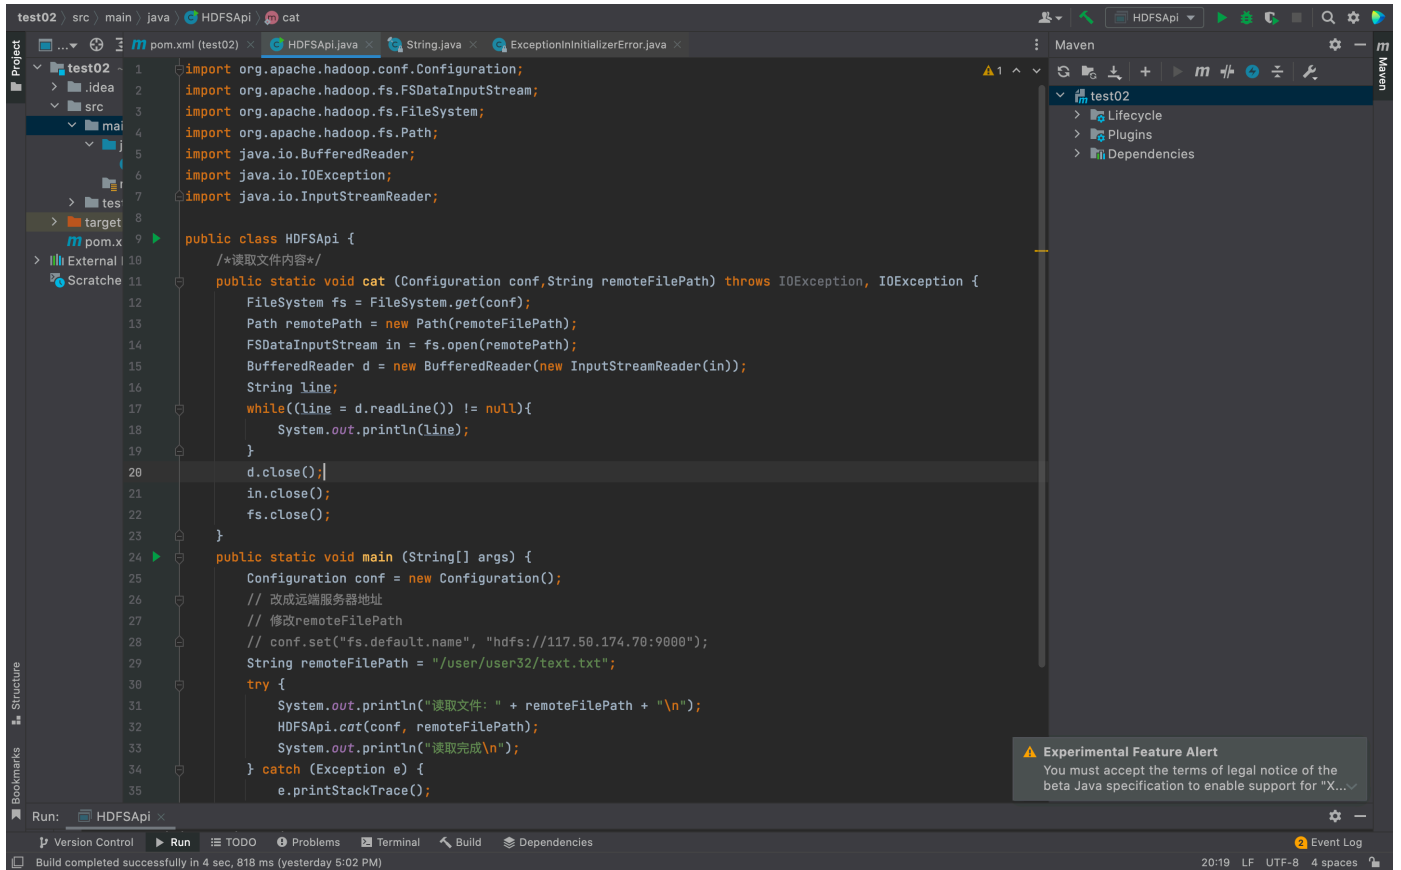 test02 src main java HDFSApi cat
HDFSApi
Project
pom.xml (test02)
HDFSApi.java
String.java
ExceptionInInitializerError.java
Maven
test02
.idea
src
mai
j
r
tes
target
pom.x
External
Scratche
1 import org.apache.hadoop.conf.Configuration;
2 import org.apache.hadoop.fs.FSDataInputStream;
3 import org.apache.hadoop.fs.FileSystem;
4 import org.apache.hadoop.fs.Path;
5 import java.io.BufferedReader;
6 import java.io.IOException;
7 import java.io.InputStreamReader;
8
9 public class HDFSApi {
10 /*读取文件内容*/
11 public static void cat (Configuration conf,String remoteFilePath) throws IOException, IOException {
12 FileSystem fs = FileSystem.get(conf);
13 Path remotePath = new Path(remoteFilePath);
14 FSDataInputStream in = fs.open(remotePath);
15 BufferedReader d = new BufferedReader(new InputStreamReader(in));
16 String line;
17 while((line = d.readLine()) != null){
18 System.out.println(line);
19 }
20 d.close();
21 in.close();
22 fs.close();
23 }
24 public static void main (String[] args) {
25 Configuration conf = new Configuration();
26 // 改成远端服务器地址
27 // 修改remoteFilePath
28 // conf.set("fs.default.name", "hdfs://117.50.174.70:9000");
29 String remoteFilePath = "/user/user32/text.txt";
30 try {
31 System.out.println("读取文件: " + remoteFilePath + "\n");
32 HDFSApi.cat(conf, remoteFilePath);
33 System.out.println("读取完成\n");
34 } catch (Exception e) {
35 e.printStackTrace();
1
test02
Lifecycle
Plugins
Dependencies
Maven
Structure
Bookmarks
Experimental Feature Alert
You must accept the terms of legal notice of the
beta Java specification to enable support for "X...
Run: HDFSApi
Version Control Run TODO Problems Terminal Build Dependencies
2 Event Log
Build completed successfully in 4 sec, 818 ms (yesterday 5:02 PM)
20:19 LF UTF-8 4 spaces